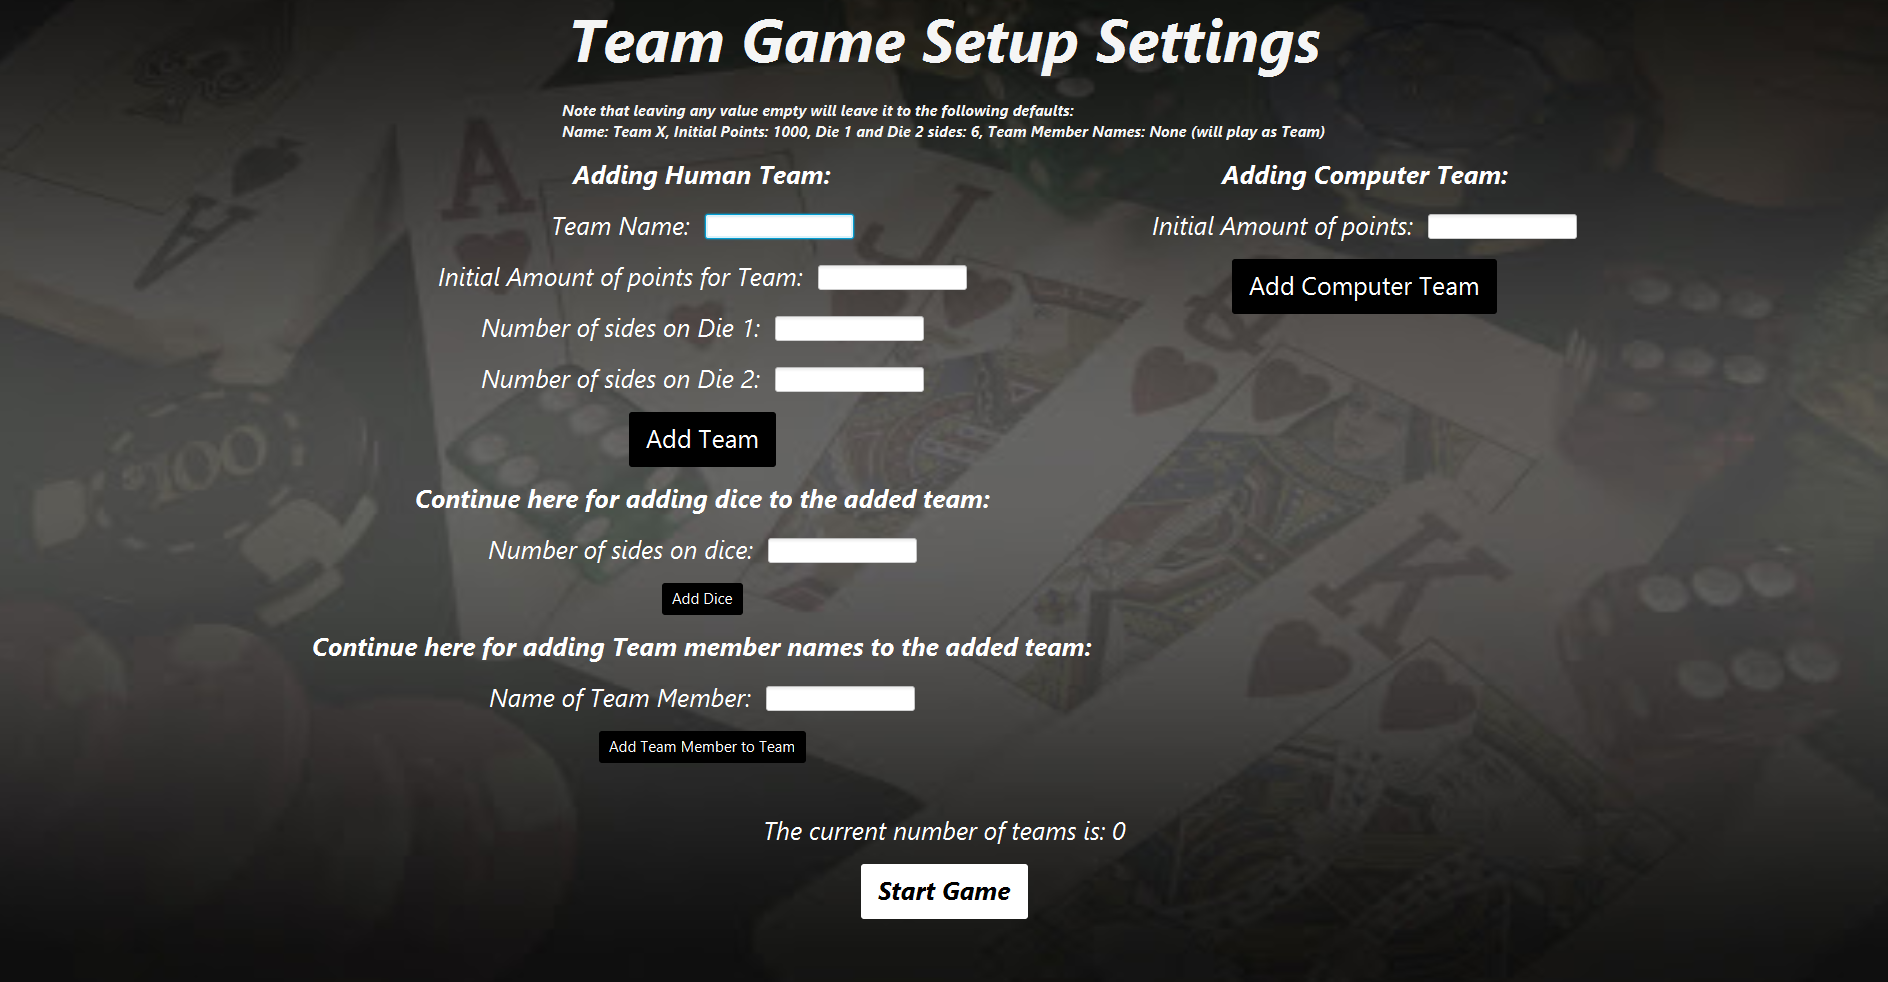 Team Game Setup Settings
Note that leaving any value empty will leave it to the following defaults:
Name: Team X, Initial Points: 1000, Die 1 and Die 2 sides: 6, Team Member Names: None (will play as Team)
Adding Human Team:
Team Name:
Initial Amount of points for Team:
Number of sides on Die 1:
Number of sides on Die 2:
Add Team
Continue here for adding dice to the added team:
Number of sides on dice:
Add Dice
Continue here for adding Team member names to the added team:
Name of Team Member:
Add Team Member to Team
Adding Computer Team:
Initial Amount of points:
Add Computer Team
The current number of teams is: 0
Start Game
A
A
J
Q
K
$100